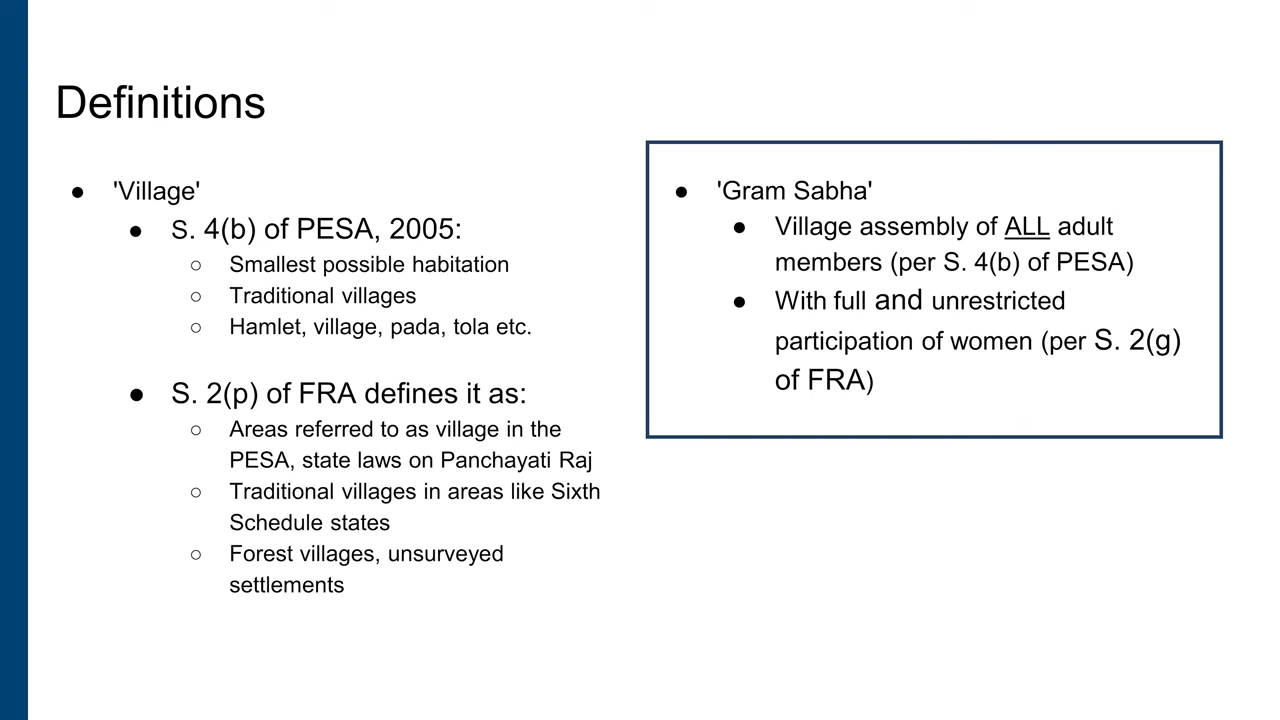 Definitions
● 'Village'
● S. 4(b) of PESA, 2005:
○ Smallest possible habitation
○ Traditional villages
○ Hamlet, village, pada, tola etc.
● S. 2(p) of FRA defines it as:
○ Areas referred to as village in the
PESA, state laws on Panchayati Raj
○ Traditional villages in areas like Sixth
Schedule states
○ Forest villages, unsurveyed
settlements
● 'Gram Sabha'
● Village assembly of ALL adult
members (per S. 4(b) of PESA)
● With full and unrestricted
participation of women (per S. 2(g)
of FRA)